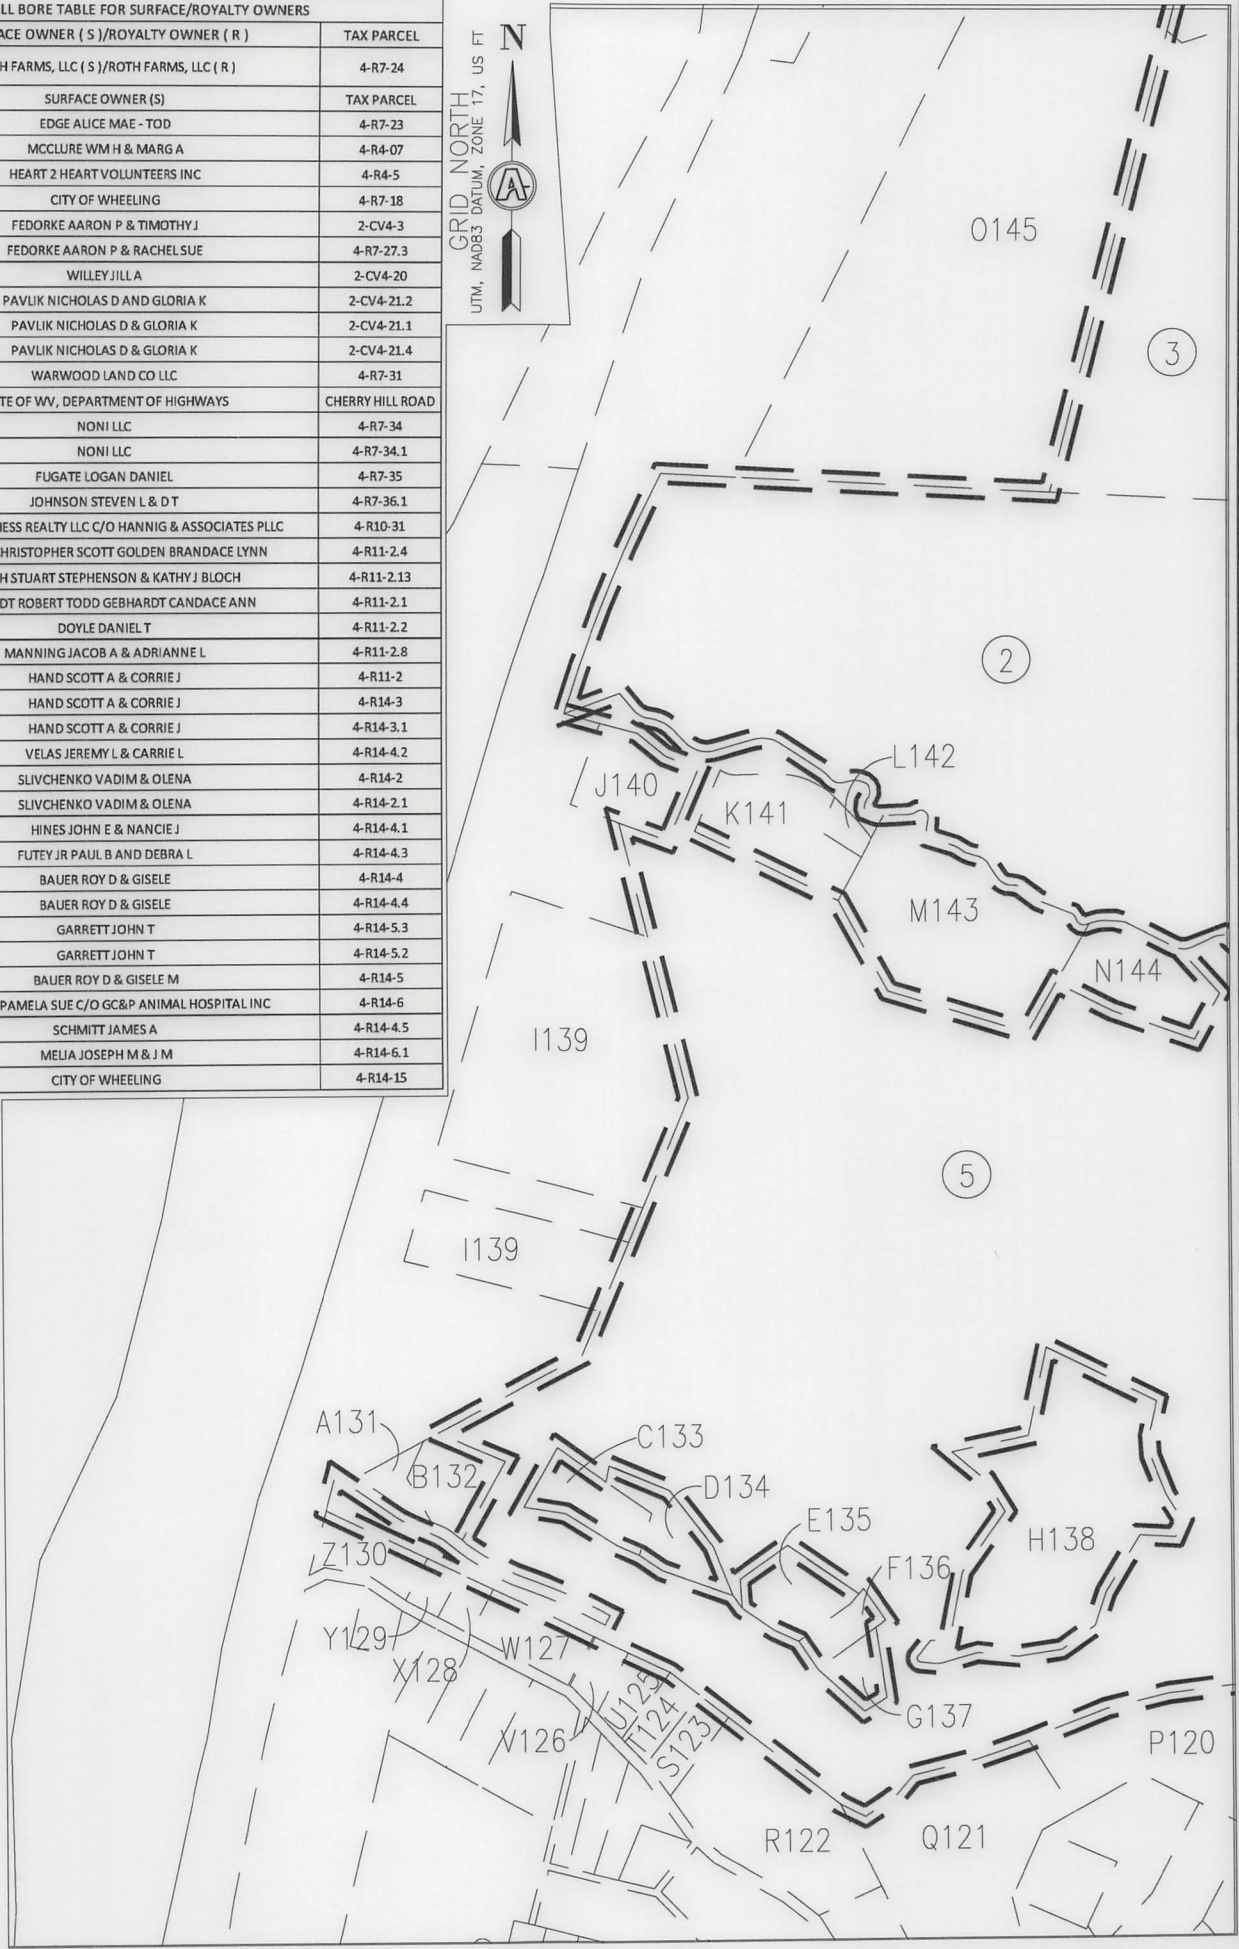 LL BORE TABLE FOR SURFACE/ROYALTY OWNERS
ACE OWNER ( S )/ROYALTY OWNER ( R ) TAX PARCEL
H FARMS, LLC ( S )/ROTH FARMS, LLC ( R ) 4-R7-24
SURFACE OWNER (S) TAX PARCEL
EDGE ALICE MAE - TOD 4-R7-23
MCCLURE WM H & MARG A 4-R4-07
HEART 2 HEART VOLUNTEERS INC 4-R4-5
CITY OF WHEELING 4-R7-18
FEDORKE AARON P & TIMOTHY J 2-CV4-3
FEDORKE AARON P & RACHEL SUE 4-R7-27.3
WILLEY JILL A 2-CV4-20
PAVLIK NICHOLAS D AND GLORIA K 2-CV4-21.2
PAVLIK NICHOLAS D & GLORIA K 2-CV4-21.1
PAVLIK NICHOLAS D & GLORIA K 2-CV4-21.4
WARWOOD LAND CO LLC 4-R7-31
TE OF WV, DEPARTMENT OF HIGHWAYS CHERRY HILL ROAD
NONI LLC 4-R7-34
NONI LLC 4-R7-34.1
FUGATE LOGAN DANIEL 4-R7-35
JOHNSON STEVEN L & D T 4-R7-36.1
IESS REALTY LLC C/O HANNIG & ASSOCIATES PLLC 4-R10-31
HRISTOPHER SCOTT GOLDEN BRANDACE LYNN 4-R11-2.4
H STUART STEPHENSON & KATHY J BLOCH 4-R11-2.13
DT ROBERT TODD GEBHARDT CANDACE ANN 4-R11-2.1
DOYLE DANIEL T 4-R11-2.2
MANNING JACOB A & ADRIANNE L 4-R11-2.8
HAND SCOTT A & CORRIE J 4-R11-2
HAND SCOTT A & CORRIE J 4-R14-3
HAND SCOTT A & CORRIE J 4-R14-3.1
VELAS JEREMY L & CARRIE L 4-R14-4.2
SLIVCHENKO VADIM & OLENA 4-R14-2
SLIVCHENKO VADIM & OLENA 4-R14-2.1
HINES JOHN E & NANCIE J 4-R14-4.1
FUTEY JR PAUL B AND DEBRA L 4-R14-4.3
BAUER ROY D & GISELE 4-R14-4
BAUER ROY D & GISELE 4-R14-4.4
GARRETT JOHN T 4-R14-5.3
GARRETT JOHN T 4-R14-5.2
BAUER ROY D & GISELE M 4-R14-5
PAMELA SUE C/O GC&P ANIMAL HOSPITAL INC 4-R14-6
SCHMITT JAMES A 4-R14-4.5
MELIA JOSEPH M & J M 4-R14-6.1
CITY OF WHEELING 4-R14-15
N
A
GRID NORTH
UTM, NAD83 DATUM, ZONE 17, US FT
O145
3
2
L142
J140
K141
M143
N144
I139
5
I139
A131
C133
B132
D134
E135
H138
Z130
F136
Y129
W127
X128
U125
G137
T124
V126
S123
P120
R122
Q121